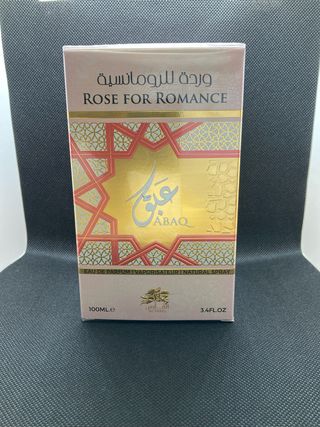 وردة للرومانسية
ROSE FOR ROMANCE
عبق
ABAQ
EAU DE PARFUM | VAPORISATEUR | NATURAL SPRAY
100ML e 3.4FL.OZ